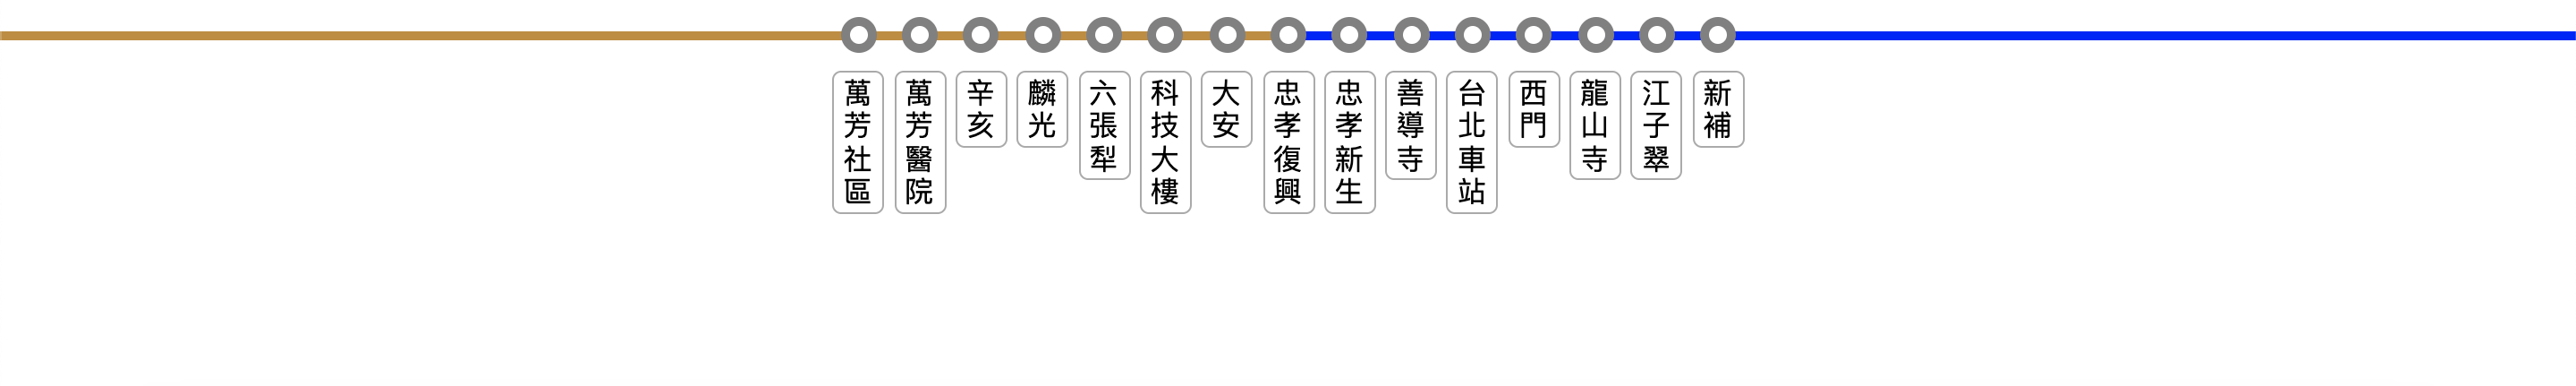 萬芳社區
萬芳醫院
辛亥
麟光
六張犁
科技大樓
大安
忠孝復興
忠孝新生
善導寺
台北車站
西門
龍山寺
江子翠
新補